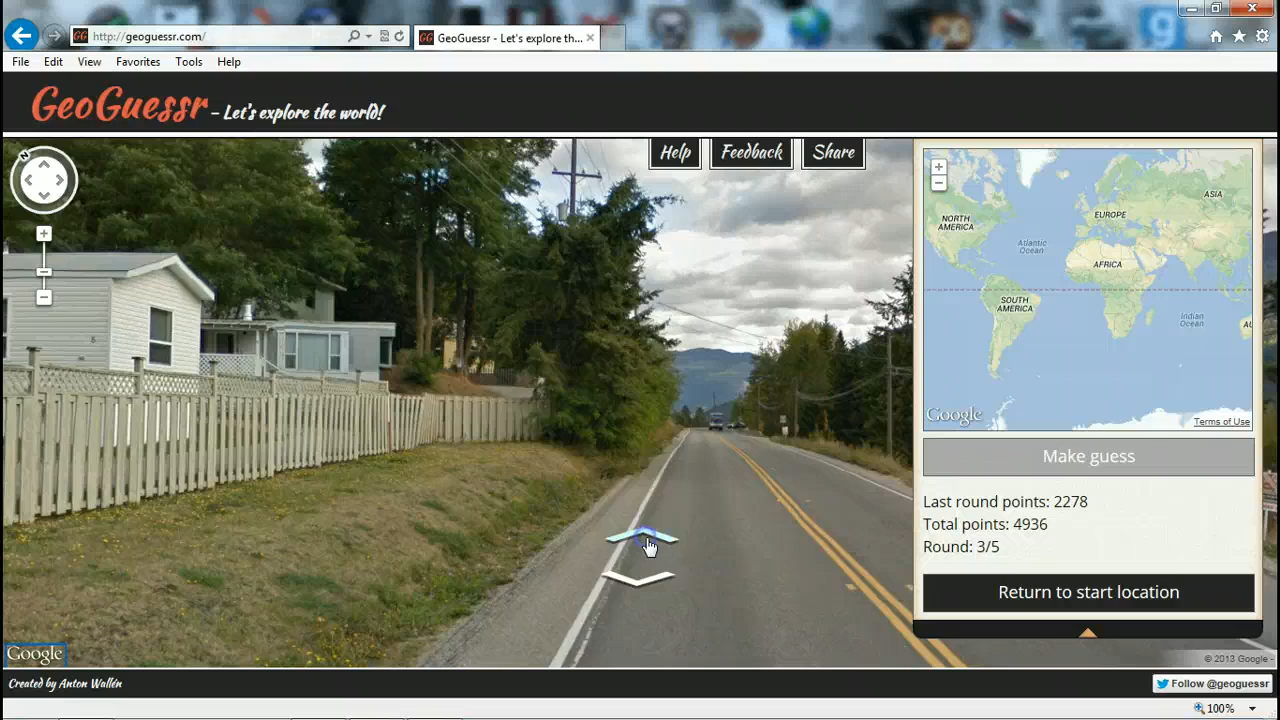 http://geoguessr.com/
GG GeoGuessr - Let's explore th...
File Edit View Favorites Tools Help
GeoGuessr - Let's explore the world!
Help Feedback Share
N
NORTH AMERICA
Atlantic Ocean
EUROPE
ASIA
AFRICA
SOUTH AMERICA
Indian Ocean
AU
Google
Terms of Use
Make guess
Last round points: 2278
Total points: 4936
Round: 3/5
Return to start location
Google
© 2013 Google -
Created by Anton Wallén
Follow @geoguessr
100%